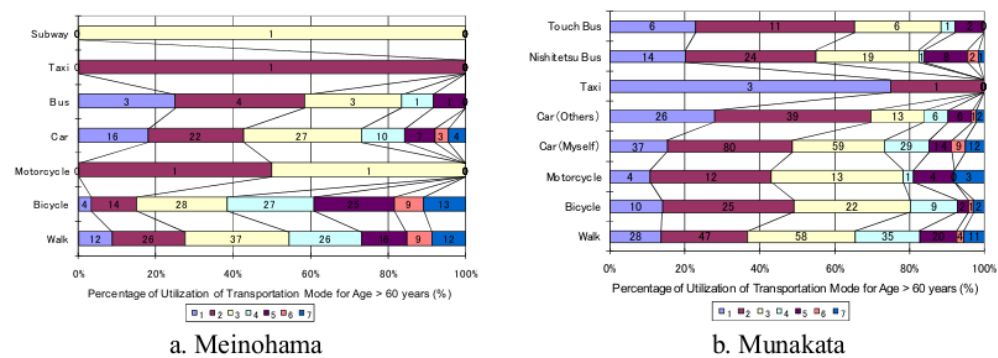 Subway 0 1 0
Taxi 0 1 0
Bus 3 4 3 1 1 0
Car 16 22 27 10 7 3 4
Motorcycle 0 1 1 0
Bicycle 4 14 28 27 25 9 13
Walk 12 26 37 26 9 12
0% 20% 40% 60% 80% 100%
Percentage of Utilization of Transportation Mode for Age > 60 years (%)
1 2 3 4 5 6 7
a. Meinohama
Touch Bus 6 11 6 1 2 0
Nishitetsu Bus 14 24 19 1 2 1
Taxi 3 1 0
Car (Others) 26 39 13 6 1 2
Car (Myself) 37 80 59 29 14 9 12
Motorcycle 4 12 13 1 4 0 3
Bicycle 10 25 22 9 2 1 2
Walk 28 47 58 35 20 4 11
0% 20% 40% 60% 80% 100%
Percentage of Utilization of Transportation Mode for Age > 60 years (%)
1 2 3 4 5 6 7
b. Munakata